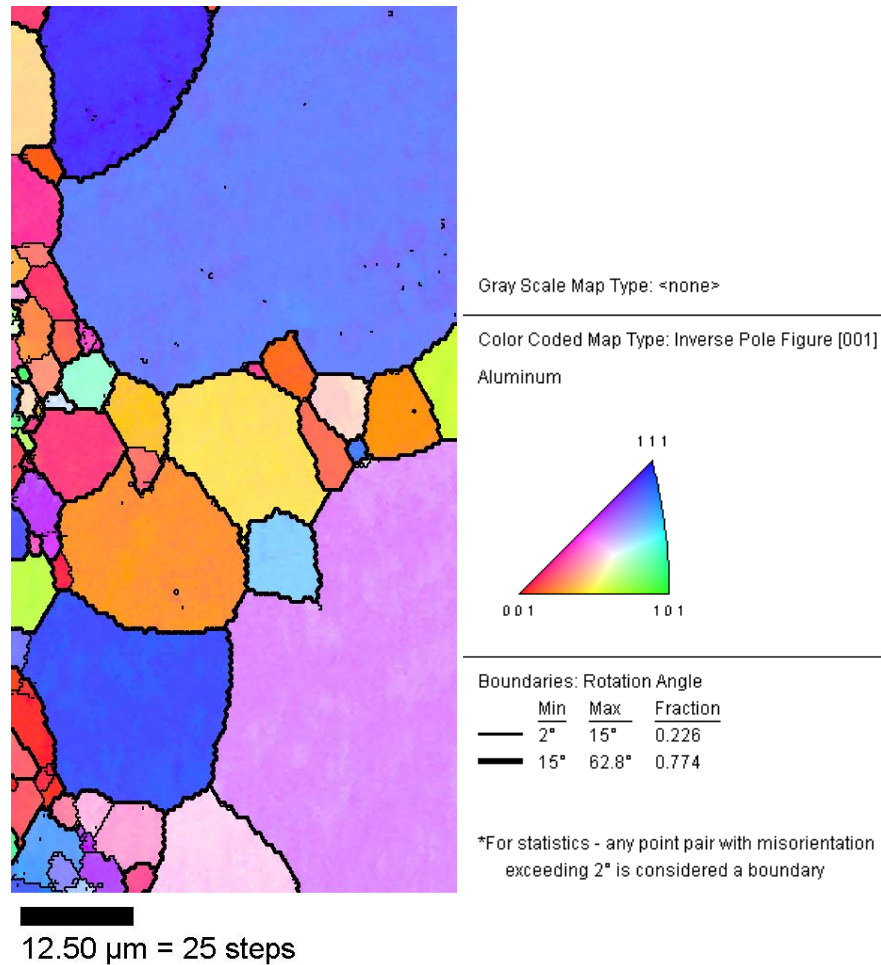 Gray Scale Map Type: <none>
Color Coded Map Type: Inverse Pole Figure [001]
Aluminum
1 1 1
0 0 1
1 0 1
Boundaries: Rotation Angle
Min Max Fraction
2° 15° 0.226
15° 62.8° 0.774
*For statistics - any point pair with misorientation
exceeding 2° is considered a boundary
12.50 µm = 25 steps